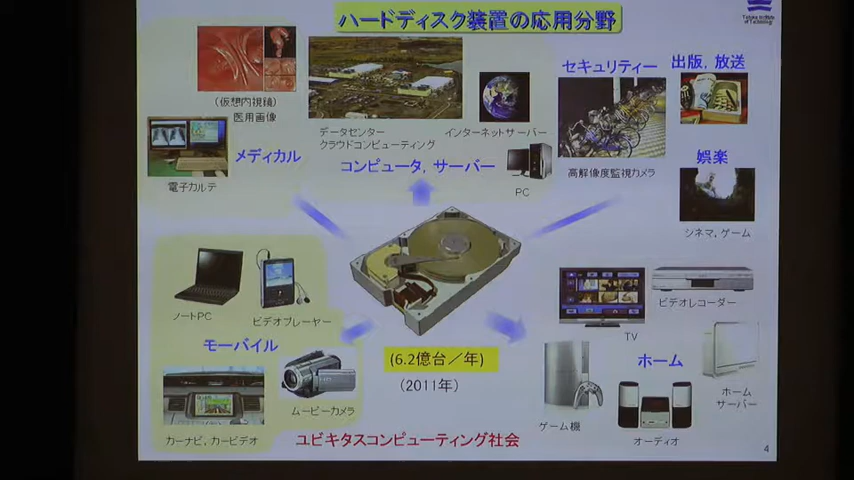 ハードディスク装置の応用分野
(仮想内視鏡)
医用画像
電子カルテ
メディカル
データセンター
クラウドコンピューティング
インターネットサーバー
コンピュータ, サーバー
PC
セキュリティー
高解像度監視カメラ
出版, 放送
娯楽
シネマ, ゲーム
ノートPC
ビデオプレーヤー
モーバイル
カーナビ, カービデオ
ムービーカメラ
(6.2億台/年)
(2011年)
TV
ビデオレコーダー
ホーム
ホーム
サーバー
ゲーム機
オーディオ
ユビキタスコンピューティング社会
4